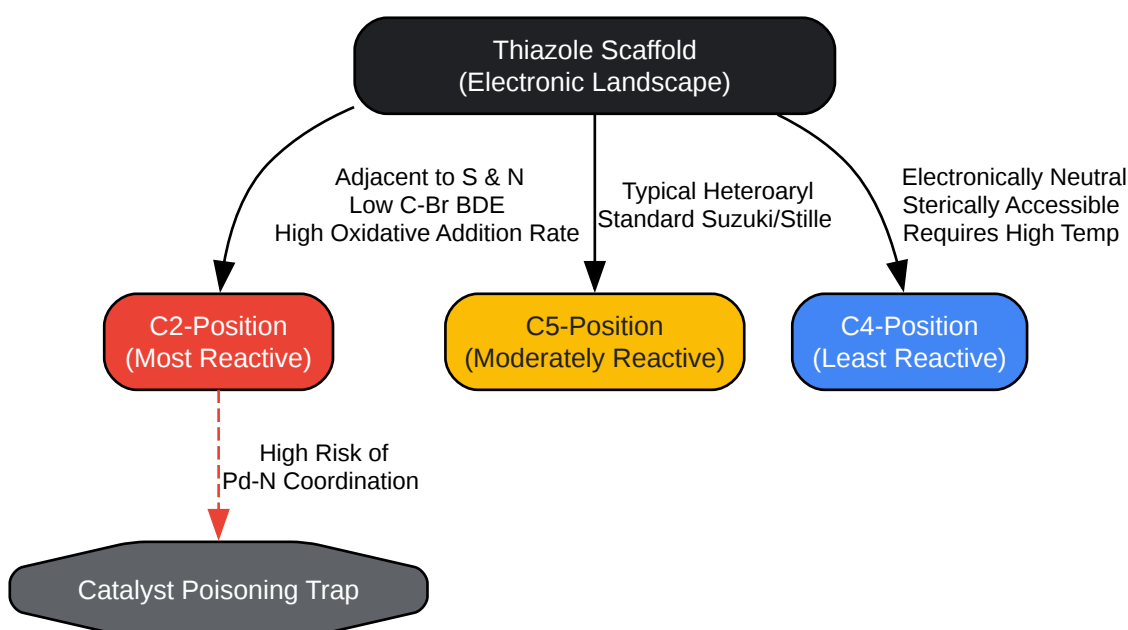 Thiazole Scaffold
(Electronic Landscape)
Adjacent to S & N
Low C-Br BDE
High Oxidative Addition Rate
Typical Heteroaryl
Standard Suzuki/Stille
Electronically Neutral
Sterically Accessible
Requires High Temp
C2-Position
(Most Reactive)
C5-Position
(Moderately Reactive)
C4-Position
(Least Reactive)
High Risk of
Pd-N Coordination
Catalyst Poisoning Trap